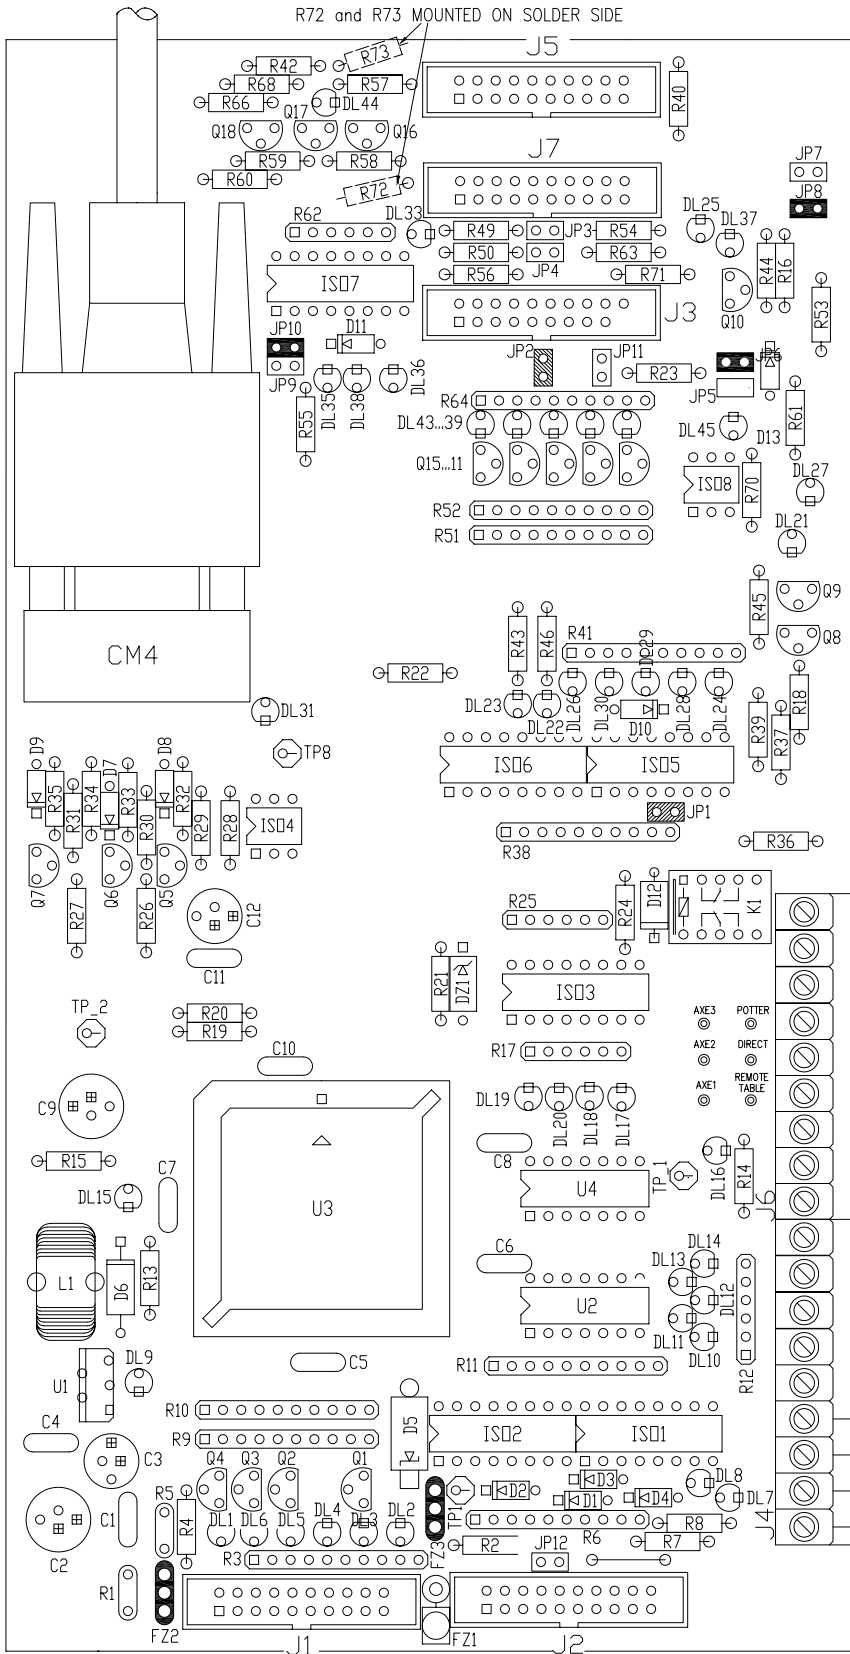 R72 and R73 MOUNTED ON SOLDER SIDE
R73
J5
R42
R68
R57
R66
DL44
R40
Q17
Q18
Q16
J7
R59
R58
JP7
R60
R72
JP8
R62
DL33
DL25
DL37
R49
JP3
R54
R50
JP4
R63
R44
R16
ISO7
R56
R71
Q10
J3
R53
JP10
D11
JP2
JP11
JP6
JP9
DL35
DL38
DL36
R23
JP5
R64
R55
DL43...39
R61
DL45
D13
Q15...11
ISO8
R70
DL27
R52
DL21
R51
R45
Q9
R43
R46
R41
DL29
Q8
CM4
R22
DL31
DL23
DL22
DL26
DL30
D10
DL28
DL24
R39
R37
R18
TP8
D9
D7
D8
ISO6
ISO5
R35
R31
R34
R33
R30
R32
R29
R28
ISO4
JP1
R38
R36
Q7
Q6
Q5
R27
R26
C12
R25
R24
D12
K1
C11
R21
DZ1
ISO3
TP_2
R20
R19
AXE3
POTTER
C10
R17
AXE2
DIRECT
C9
AXE1
REMOTE
TABLE
DL19
DL20
DL18
DL17
R15
C7
C8
DL16
R14
DL15
U3
U4
TP_1
J6
L1
D6
R13
C6
DL13
DL14
U2
DL12
DL11
DL10
U1
DL9
C5
R11
R12
R10
D5
C4
R9
ISO2
ISO1
C3
Q4
Q3
Q2
Q1
D2
D3
DL8
R5
R4
TP1
D1
D4
DL7
C1
DL1
DL6
DL5
DL4
DL3
DL2
J4
C2
R3
FZ3
R2
JP12
R6
R7
R8
R1
FZ2
J1
FZ1
J2